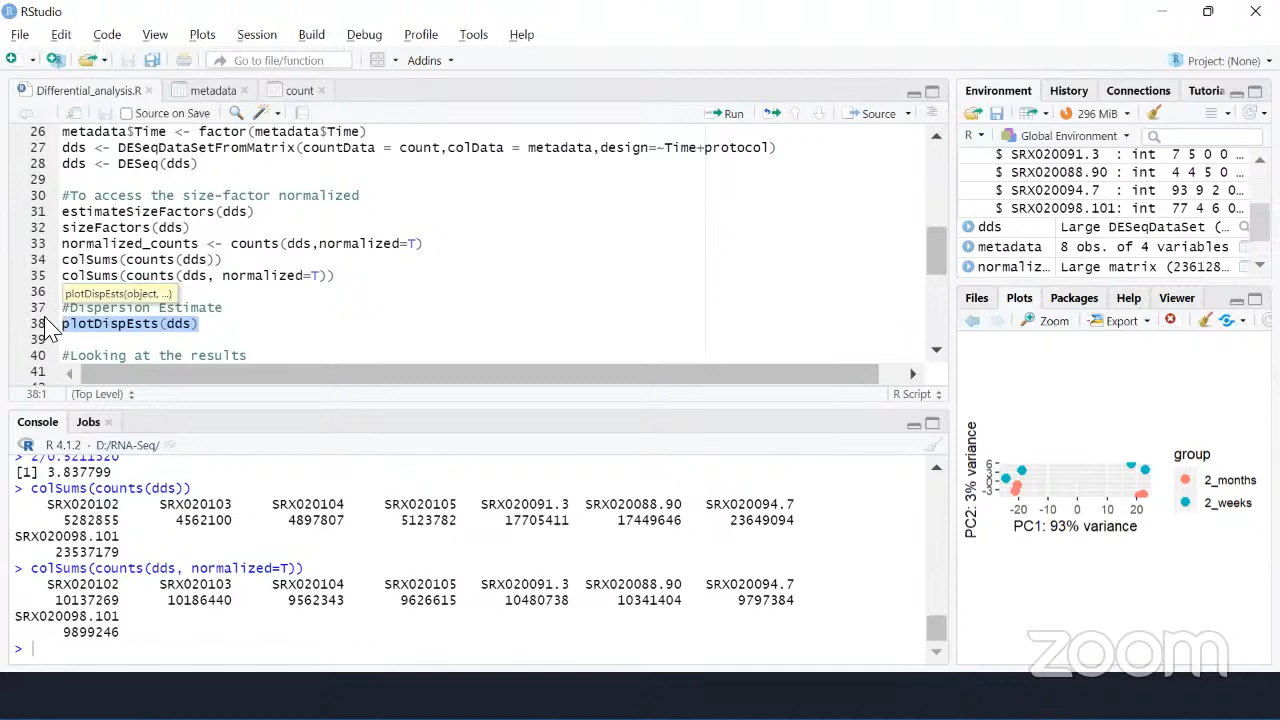 RStudio
File Edit Code View Plots Session Build Debug Profile Tools Help
Go to file/function Addins Project: (None)
Differential_analysis.R metadata count
Source on Save Run Source
26 metadata$Time <- factor(metadata$Time)
27 dds <- DESeqDataSetFromMatrix(countData = count,colData = metadata,design=~Time+protocol)
28 dds <- DESeq(dds)
29
30 #To access the size-factor normalized
31 estimateSizeFactors(dds)
32 sizeFactors(dds)
33 normalized_counts <- counts(dds,normalized=T)
34 colSums(counts(dds))
35 colSums(counts(dds, normalized=T))
36 plotDispEsts(object, ...)
37 #Dispersion Estimate
38 plotDispEsts(dds)
39
40 #Looking at the results
41
38:1 (Top Level) R Script
Console Jobs
R 4.1.2 · D:/RNA-Seq/
[1] 3.837799
> colSums(counts(dds))
SRX020102 SRX020103 SRX020104 SRX020105 SRX020091.3 SRX020088.90 SRX020094.7
5282855 4562100 4897807 5123782 17705411 17449646 23649094
SRX020098.101
23537179
> colSums(counts(dds, normalized=T))
SRX020102 SRX020103 SRX020104 SRX020105 SRX020091.3 SRX020088.90 SRX020094.7
10137269 10186440 9562343 9626615 10480738 10341404 9797384
SRX020098.101
9899246
>
Environment History Connections Tutoria
296 MiB
R Global Environment
$ SRX020091.3 : int 7 5 0 0 ...
$ SRX020088.90 : int 4 4 5 0 ...
$ SRX020094.7 : int 93 9 2 0 ...
$ SRX020098.101: int 77 4 6 0...
dds Large DESeqDataSet (...
metadata 8 obs. of 4 variables
normaliz... Large matrix (236128...
Files Plots Packages Help Viewer
Zoom Export
PC2: 3% variance
6
3
0
-3
-20 -10 0 10 20
PC1: 93% variance
group
2_months
2_weeks
zoom